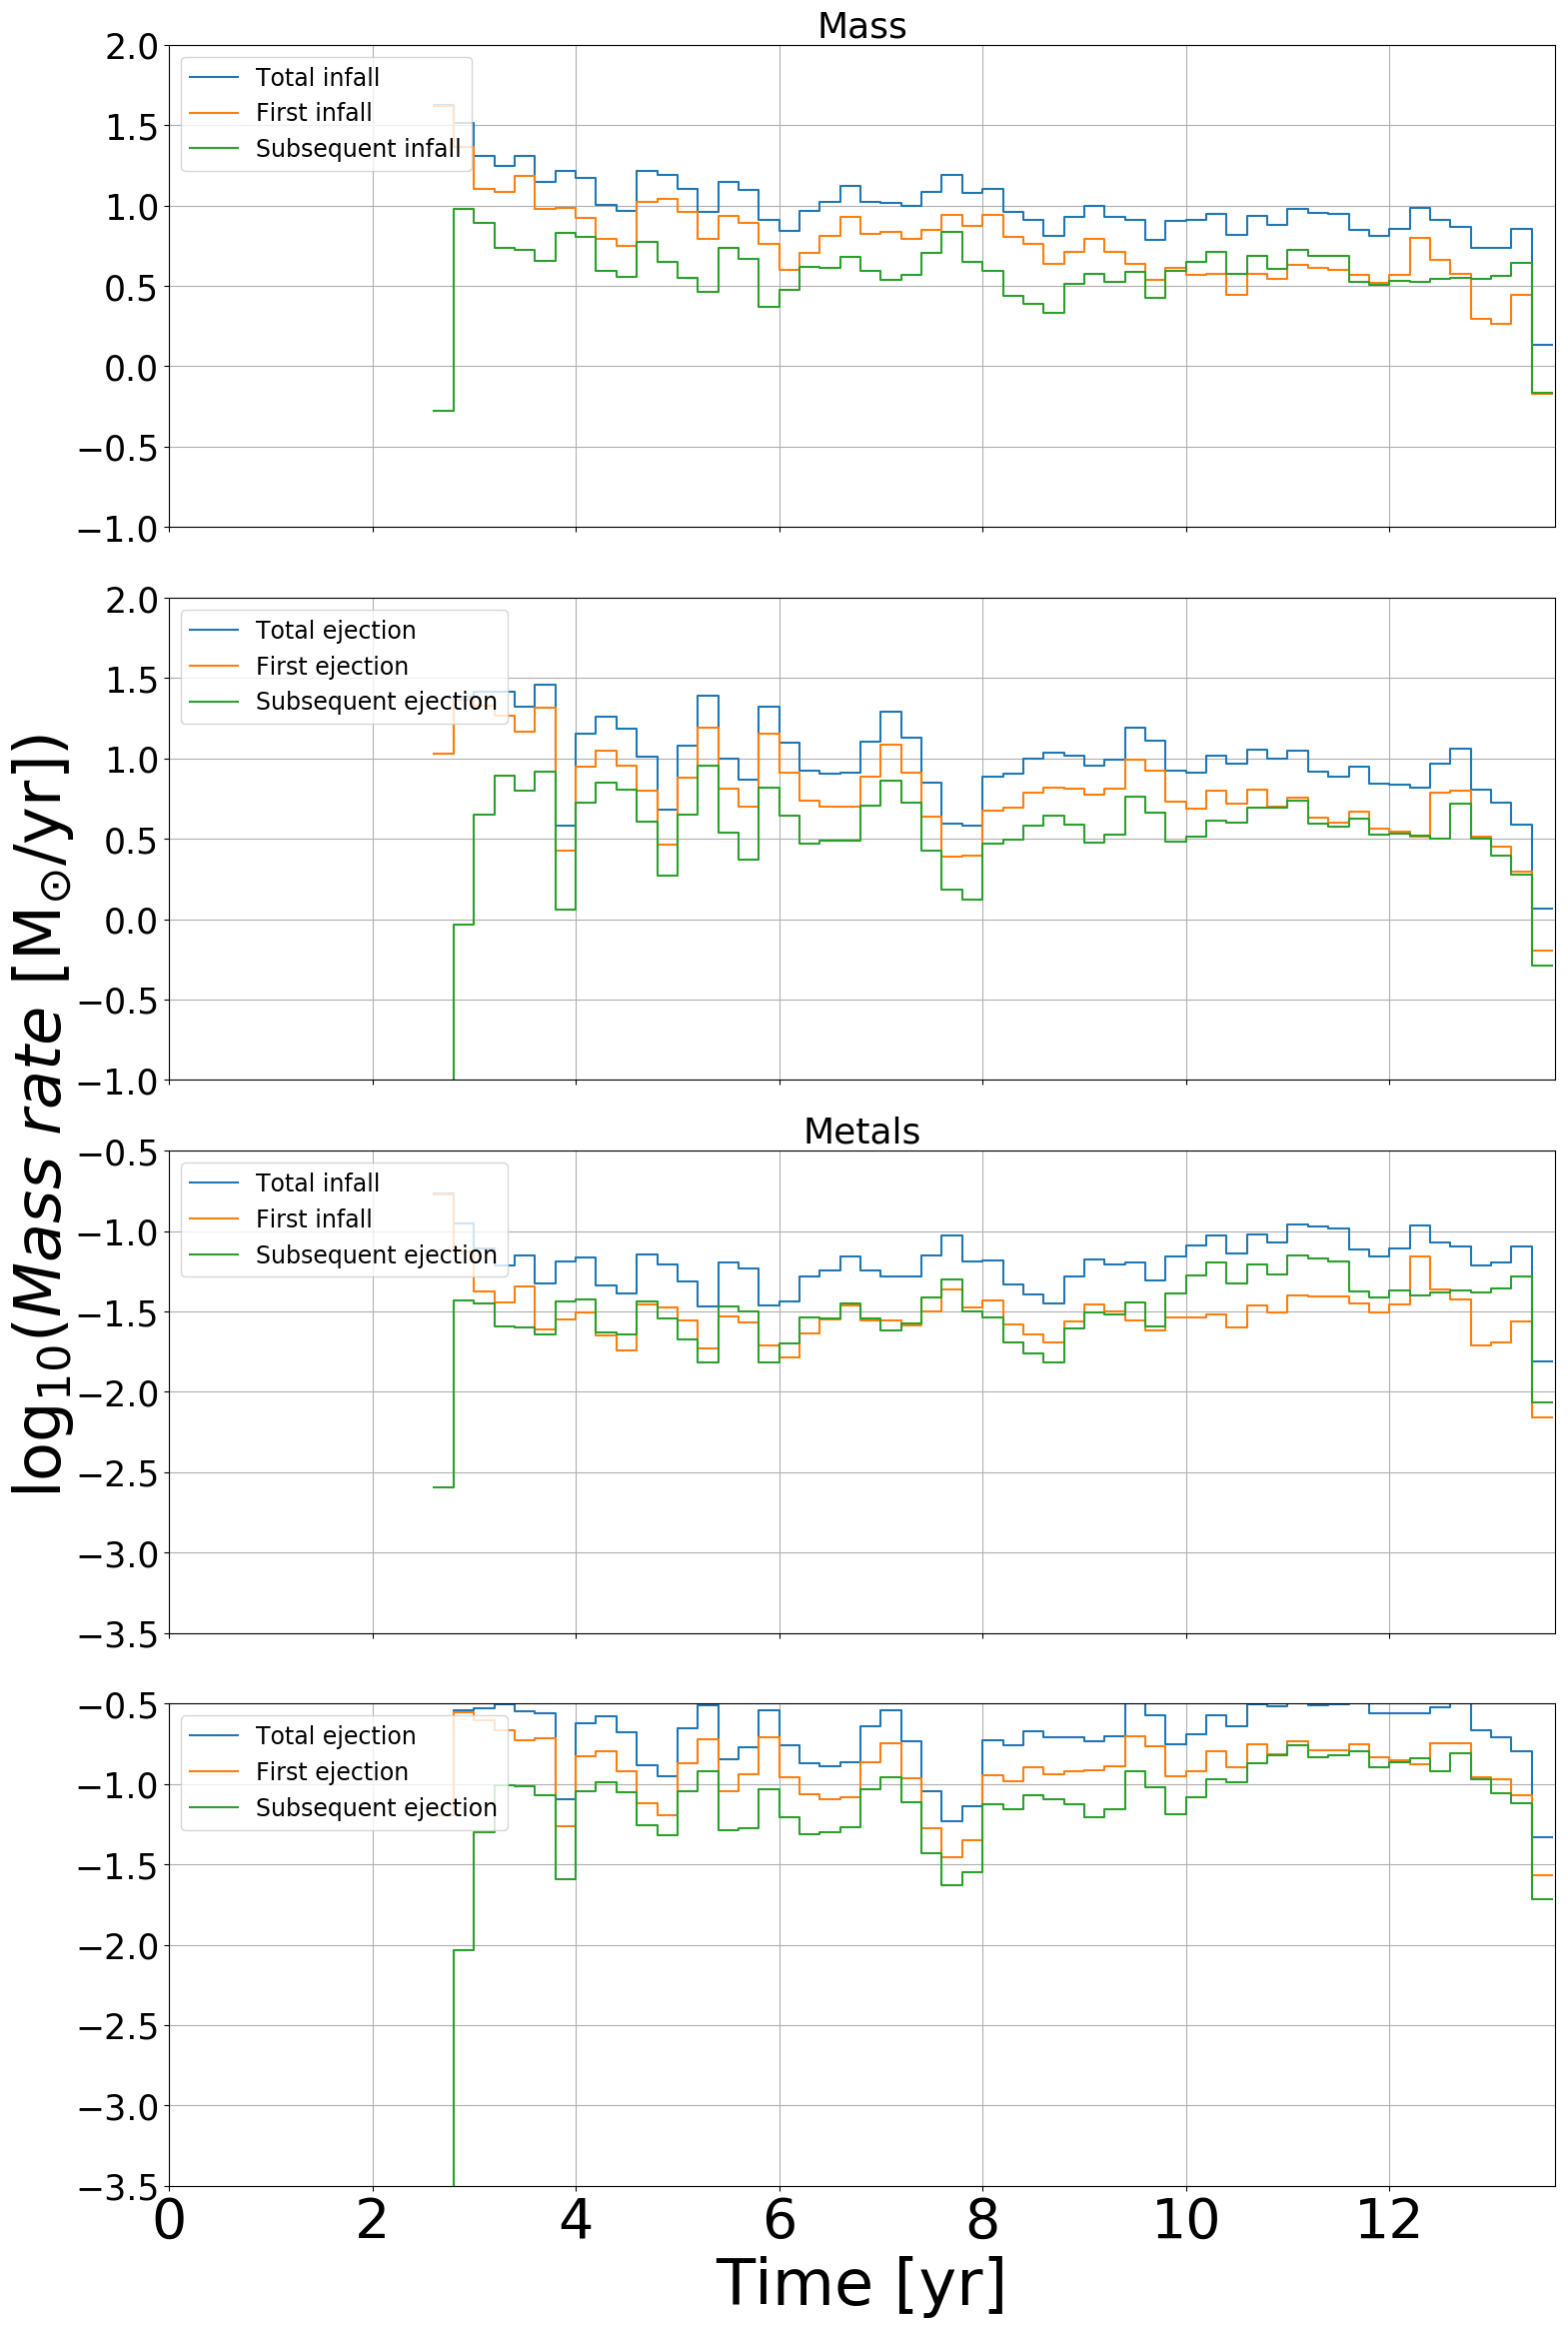 Mass
2.0
1.5
1.0
0.5
0.0
−0.5
−1.0
Total infall
First infall
Subsequent infall
2.0
1.5
1.0
0.5
0.0
−0.5
−1.0
Total ejection
First ejection
Subsequent ejection
log10(Mass rate [M⊙/yr])
Metals
−0.5
−1.0
−1.5
−2.0
−2.5
−3.0
−3.5
Total infall
First infall
Subsequent ejection
−0.5
−1.0
−1.5
−2.0
−2.5
−3.0
−3.5
Total ejection
First ejection
Subsequent ejection
0 2 4 6 8 10 12
Time [yr]